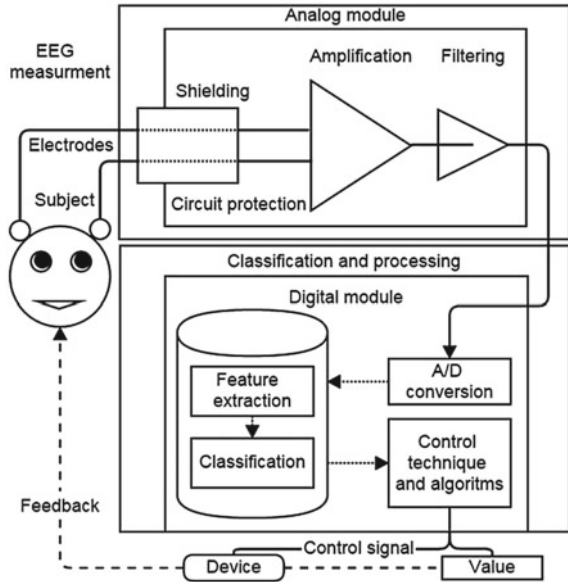 Analog module
EEG
measurment
Amplification
Filtering
Shielding
Electrodes
Subject
Circuit protection
Classification and processing
Digital module
Feature
extraction
A/D
conversion
Classification
Control
technique
and algoritms
Feedback
Control signal
Device
Value